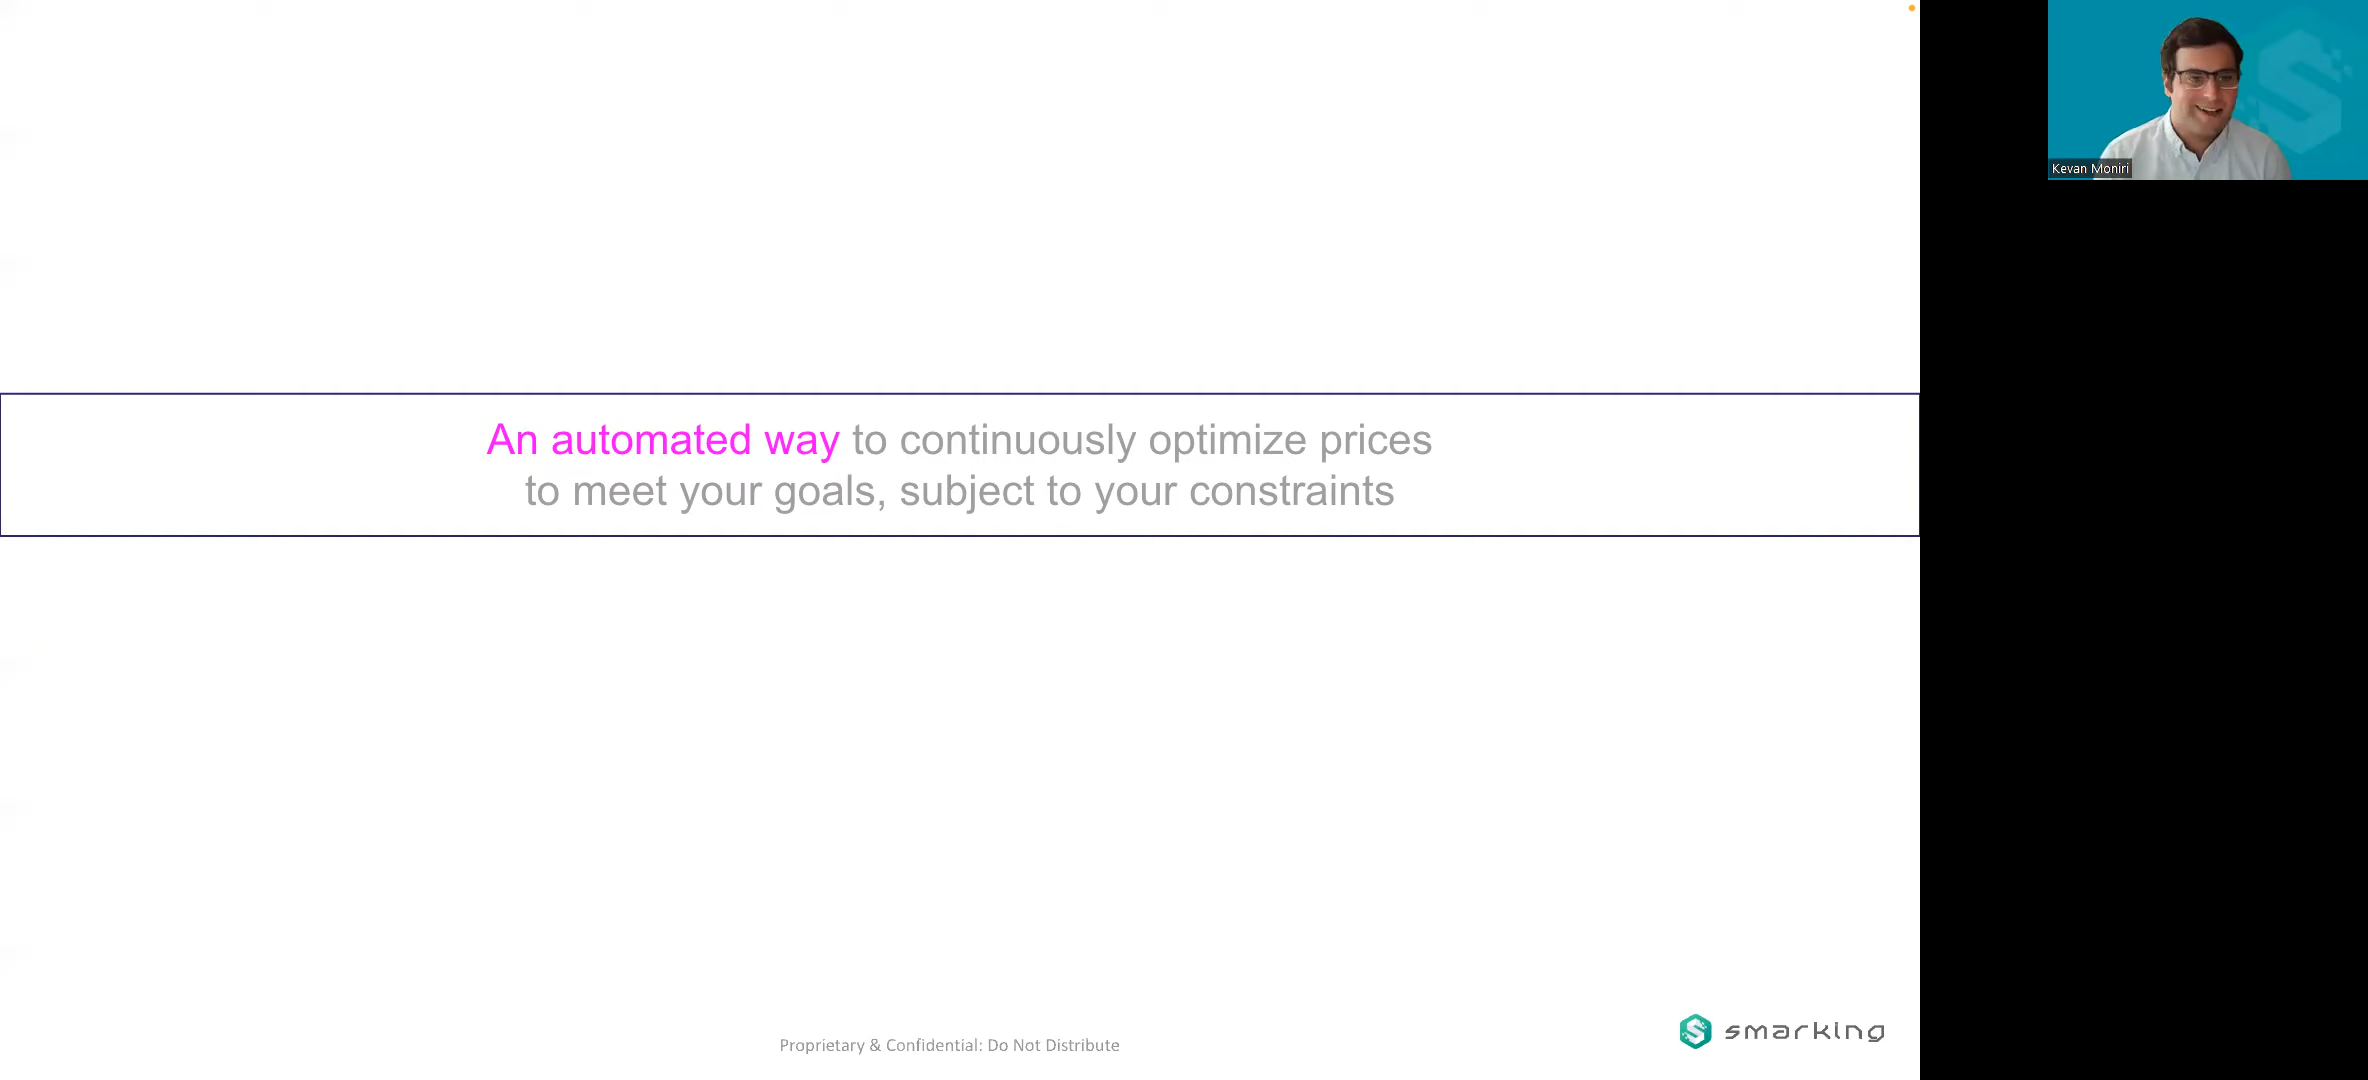 Kevan Moniri
An automated way to continuously optimize prices
to meet your goals, subject to your constraints
Proprietary & Confidential: Do Not Distribute
smarking